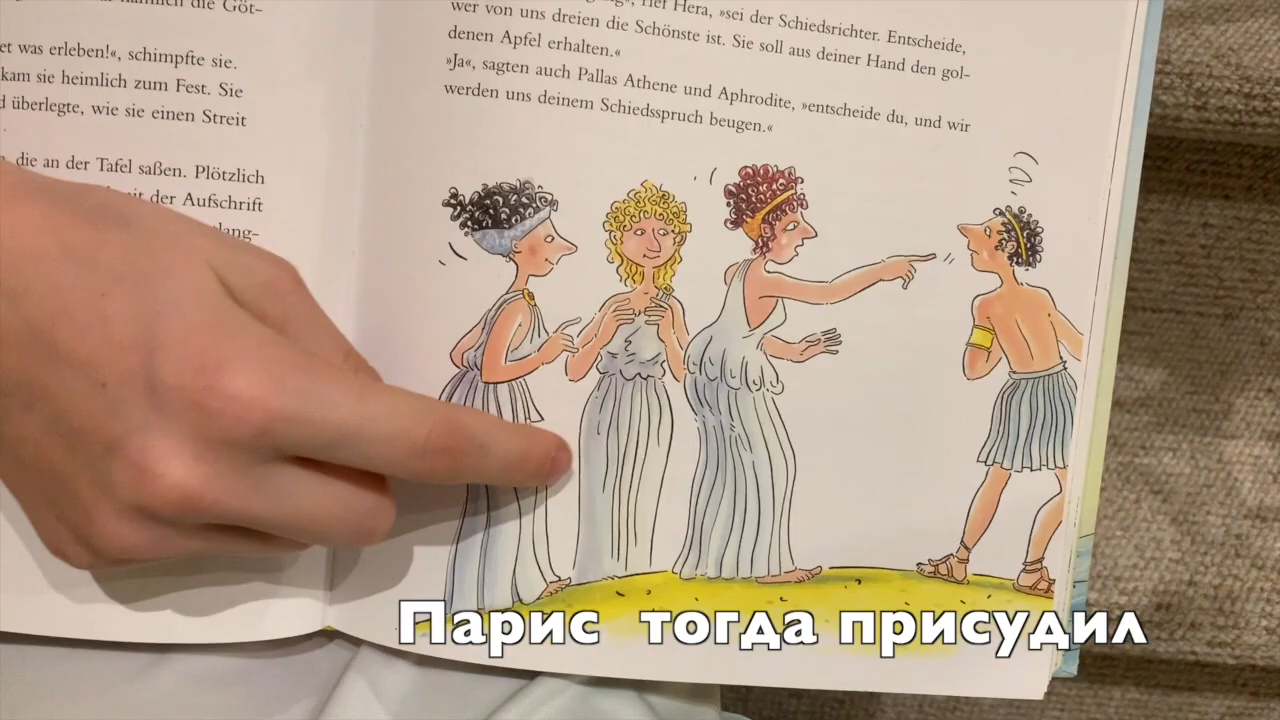 die Göt–
et was erleben!«, schimpfte sie.
kam sie heimlich zum Fest. Sie
überlegte, wie sie einen Streit
die an der Tafel saßen. Plötzlich
der Aufschrift
lang–
rief Hera, »sei der Schiedsrichter. Entscheide,
wer von uns dreien die Schönste ist. Sie soll aus deiner Hand den gol–
denen Apfel erhalten.«
»Ja«, sagten auch Pallas Athene und Aphrodite, »entscheide du, und wir
werden uns deinem Schiedsspruch beugen.«
Парис тогда присудил